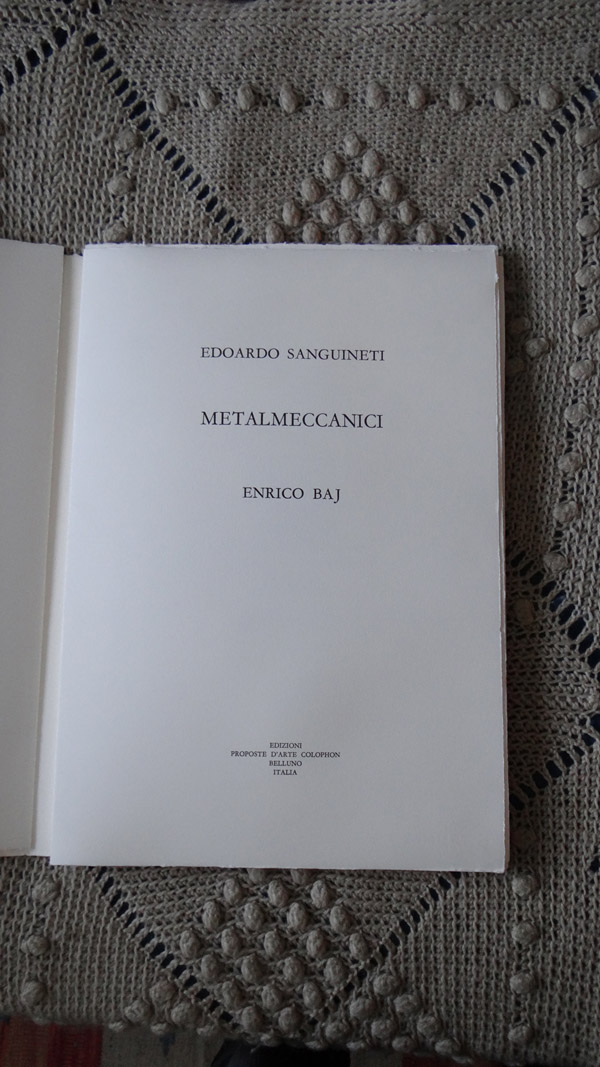 EDOARDO SANGUINETI
METALMECCANICI
ENRICO BAJ
EDIZIONI
PROPOSTE D'ARTE COLOPHON
BELLUNO
ITALIA